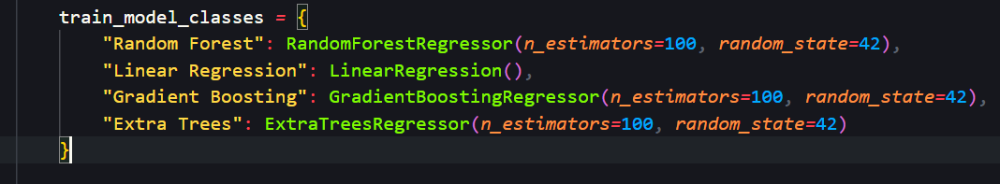 train_model_classes = {
"Random Forest": RandomForestRegressor(n_estimators=100, random_state=42),
"Linear Regression": LinearRegression(),
"Gradient Boosting": GradientBoostingRegressor(n_estimators=100, random_state=42),
"Extra Trees": ExtraTreesRegressor(n_estimators=100, random_state=42)
}